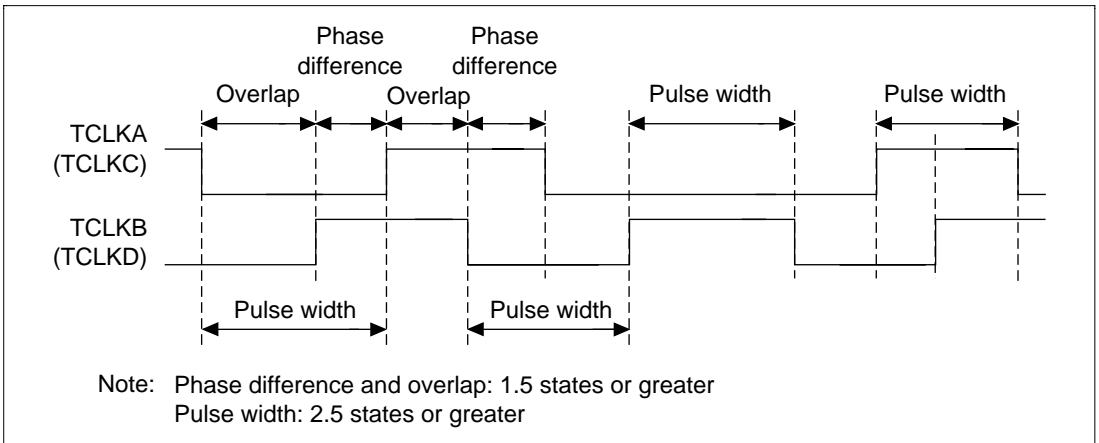 Phase
difference
Phase
difference
Overlap
Overlap
Pulse width
Pulse width
TCLKA
(TCLKC)
TCLKB
(TCLKD)
Pulse width
Pulse width
Note: Phase difference and overlap: 1.5 states or greater
Pulse width: 2.5 states or greater